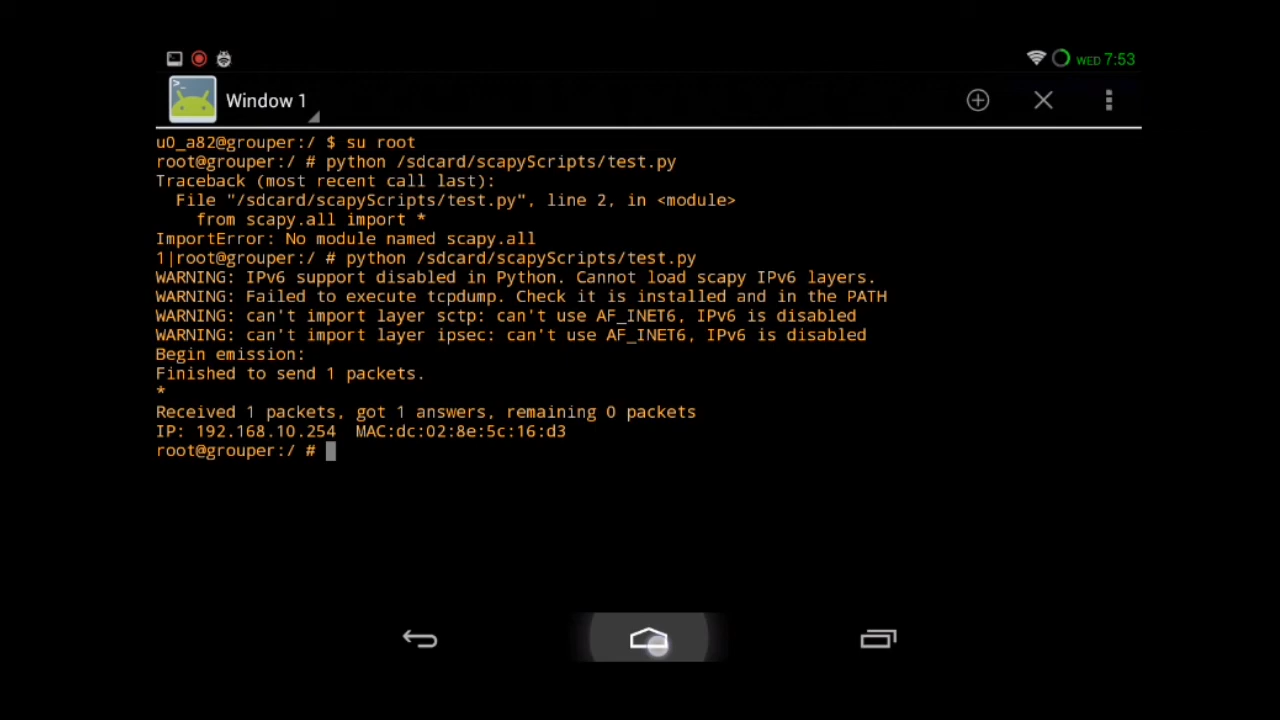 WED 7:53
Window 1
u0_a82@grouper:/ $ su root
root@grouper:/ # python /sdcard/scapyScripts/test.py
Traceback (most recent call last):
  File "/sdcard/scapyScripts/test.py", line 2, in <module>
    from scapy.all import *
ImportError: No module named scapy.all
1|root@grouper:/ # python /sdcard/scapyScripts/test.py
WARNING: IPv6 support disabled in Python. Cannot load scapy IPv6 layers.
WARNING: Failed to execute tcpdump. Check it is installed and in the PATH
WARNING: can't import layer sctp: can't use AF_INET6, IPv6 is disabled
WARNING: can't import layer ipsec: can't use AF_INET6, IPv6 is disabled
Begin emission:
Finished to send 1 packets.
*
Received 1 packets, got 1 answers, remaining 0 packets
IP: 192.168.10.254  MAC:dc:02:8e:5c:16:d3
root@grouper:/ #